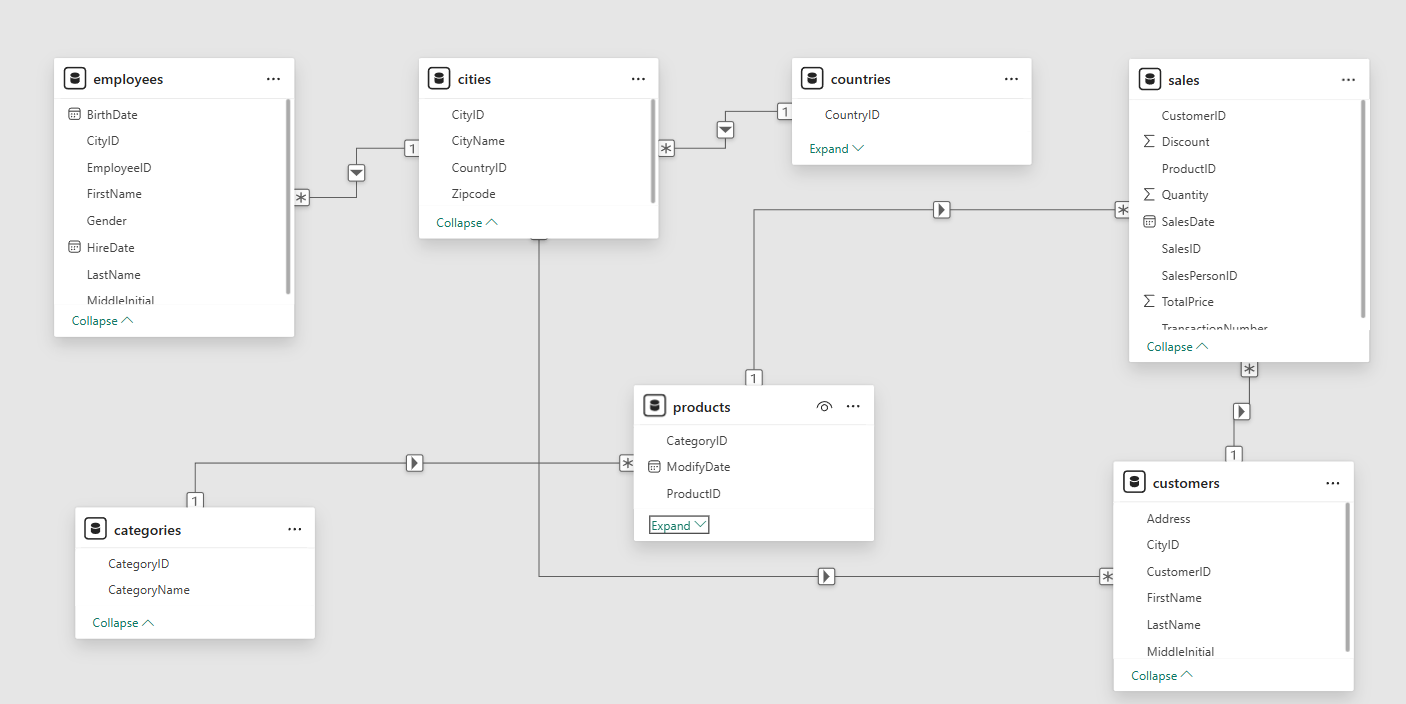 employees
BirthDate
CityID
EmployeeID
FirstName
Gender
HireDate
LastName
MiddleInitial
Collapse
*
1
cities
CityID
CityName
CountryID
Zipcode
Collapse
*
1
countries
CountryID
Expand
sales
CustomerID
Discount
ProductID
Quantity
SalesDate
SalesID
SalesPersonID
TotalPrice
TransactionNumber
Collapse
*
1
*
products
CategoryID
ModifyDate
ProductID
Expand
*
1
categories
CategoryID
CategoryName
Collapse
*
1
customers
Address
CityID
CustomerID
FirstName
LastName
MiddleInitial
Collapse